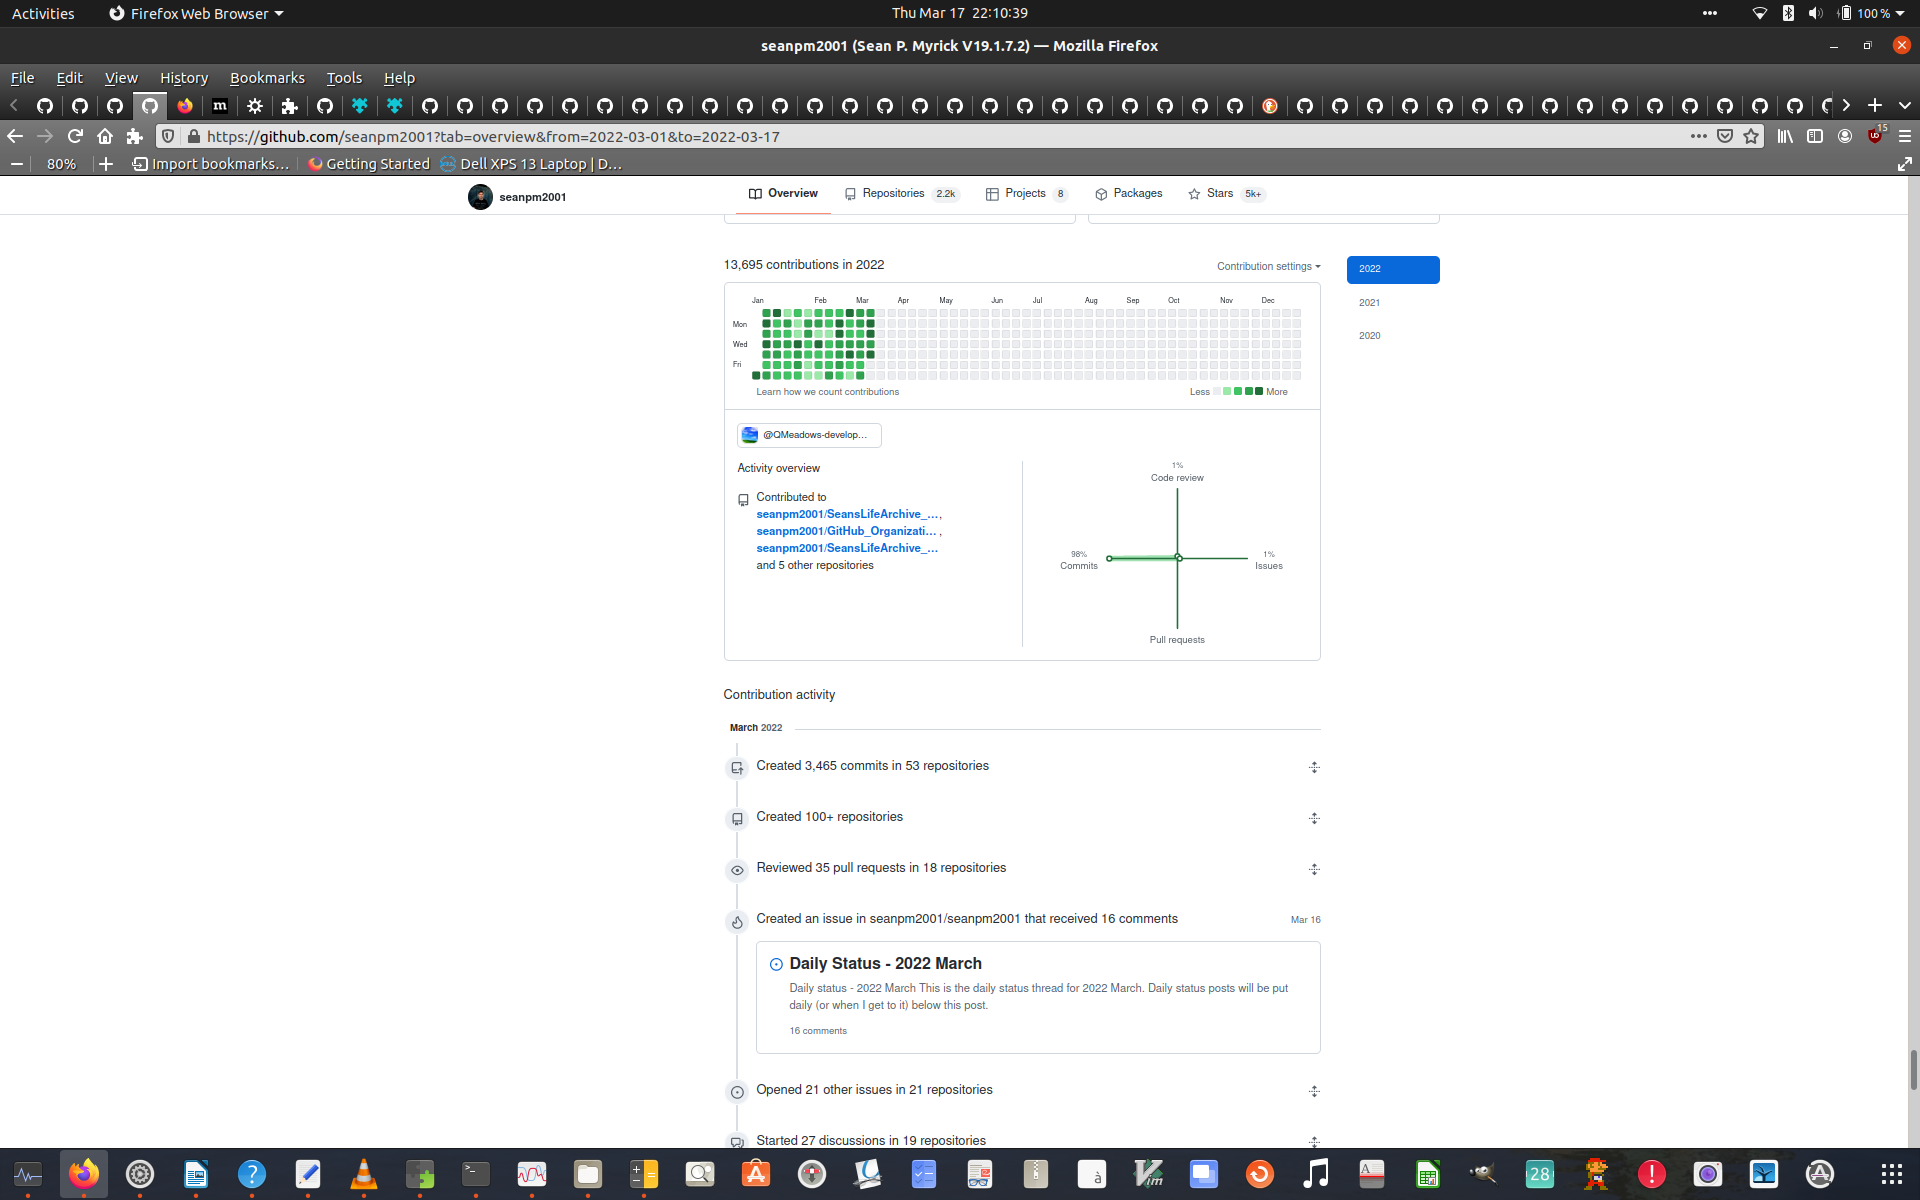 Activities
Firefox Web Browser
Thu Mar 17 22:10:39
100 %
seanpm2001 (Sean P. Myrick V19.1.7.2) — Mozilla Firefox
File Edit View History Bookmarks Tools Help
m
https://github.com/seanpm2001?tab=overview&from=2022-03-01&to=2022-03-17
15
80%
Import bookmarks...
Getting Started
Dell XPS 13 Laptop | D...
seanpm2001
Overview
Repositories 2.2k
Projects 8
Packages
Stars 5k+
13,695 contributions in 2022
Contribution settings
2022
2021
2020
Jan Feb Mar Apr May Jun Jul Aug Sep Oct Nov Dec
Mon
Wed
Fri
Learn how we count contributions
Less
More
@QMeadows-develop...
Activity overview
Contributed to
seanpm2001/SeansLifeArchive_...,
seanpm2001/GitHub_Organizati... ,
seanpm2001/SeansLifeArchive_...
and 5 other repositories
1%
Code review
98%
Commits
1%
Issues
Pull requests
Contribution activity
March 2022
Created 3,465 commits in 53 repositories
Created 100+ repositories
Reviewed 35 pull requests in 18 repositories
Created an issue in seanpm2001/seanpm2001 that received 16 comments
Mar 16
Daily Status - 2022 March
Daily status - 2022 March This is the daily status thread for 2022 March. Daily status posts will be put
daily (or when I get to it) below this post.
16 comments
Opened 21 other issues in 21 repositories
Started 27 discussions in 19 repositories
28